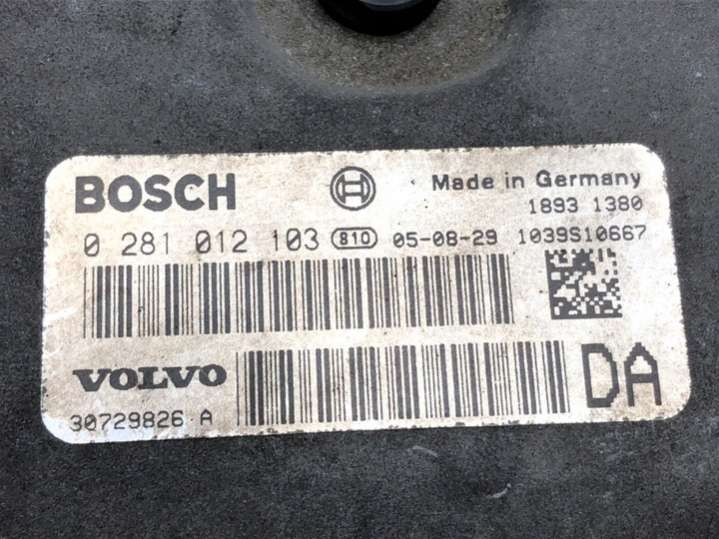 BOSCH Made in Germany
1893 1380
0 281 012 103 810 05-08-29 1039S10667
VOLVO
30729826 A
DA